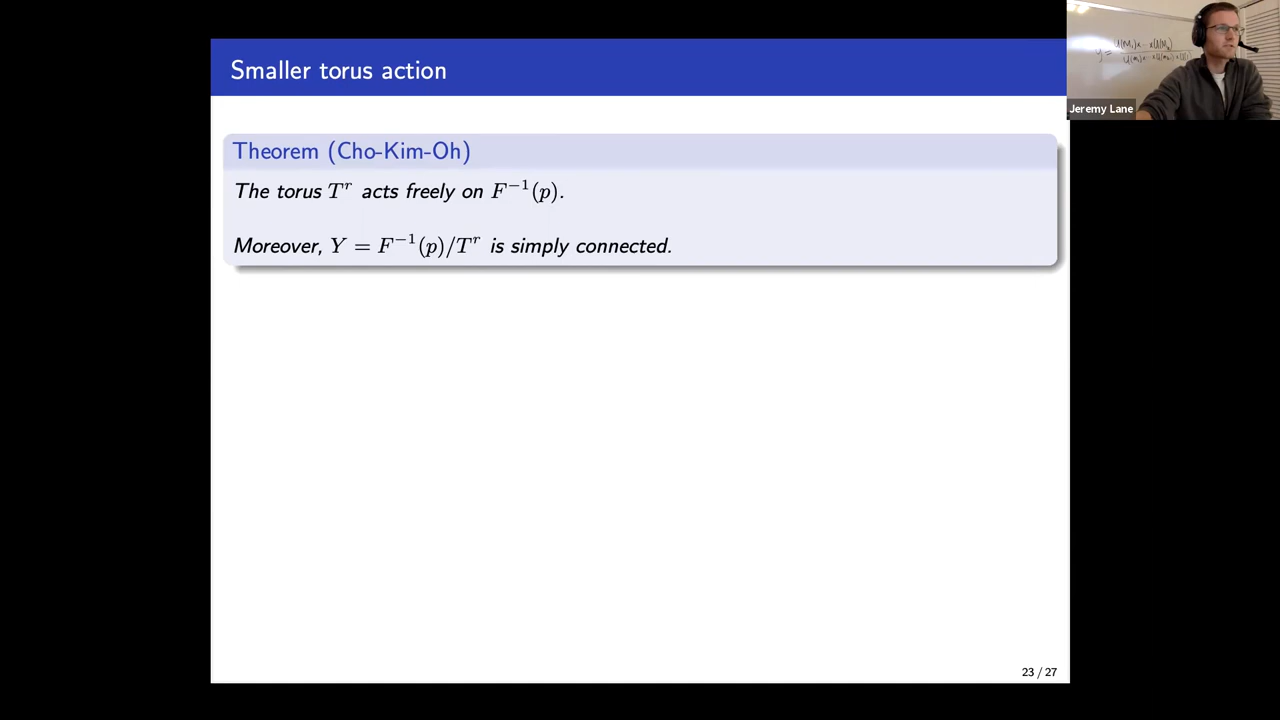 Smaller torus action
Theorem (Cho-Kim-Oh)
The torus T^r acts freely on F^{-1}(p).
Moreover, Y = F^{-1}(p)/T^r is simply connected.
23 / 27
Jeremy Lane